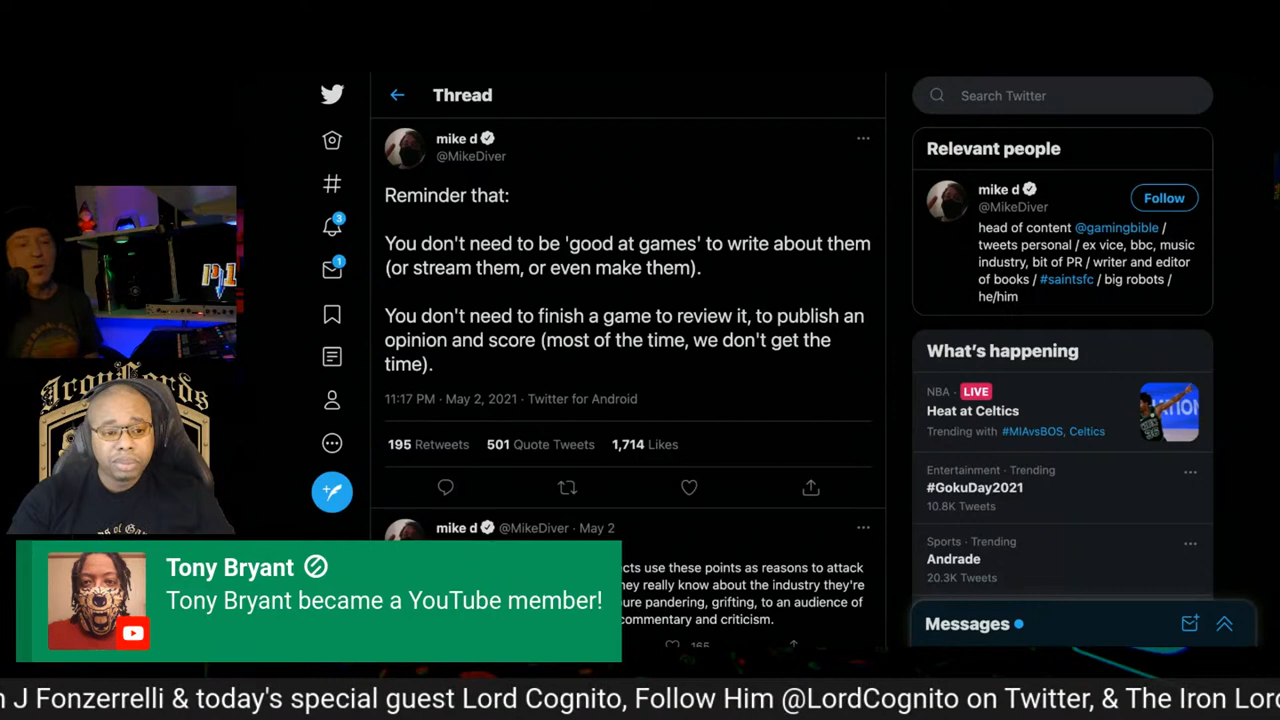 Thread
mike d
@MikeDiver
Reminder that:
You don't need to be 'good at games' to write about them
(or stream them, or even make them).
You don't need to finish a game to review it, to publish an
opinion and score (most of the time, we don't get the
time).
11:17 PM · May 2, 2021 · Twitter for Android
195 Retweets 501 Quote Tweets 1,714 Likes
mike d @MikeDiver · May 2
cts use these points as reasons to attack
hey really know about the industry they're
ure pandering, grifting, to an audience of
commentary and criticism.
165
3
1
Search Twitter
Relevant people
mike d
@MikeDiver
Follow
head of content @gamingbible /
tweets personal / ex vice, bbc, music
industry, bit of PR / writer and editor
of books / #saintsfc / big robots /
he/him
What's happening
NBA · LIVE
Heat at Celtics
Trending with #MIAvsBOS, Celtics
Entertainment · Trending
#GokuDay2021
10.8K Tweets
Sports · Trending
Andrade
20.3K Tweets
Messages
IronLords
Tony Bryant
Tony Bryant became a YouTube member!
n J Fonzerrelli & today's special guest Lord Cognito, Follow Him @LordCognito on Twitter, & The Iron Lor